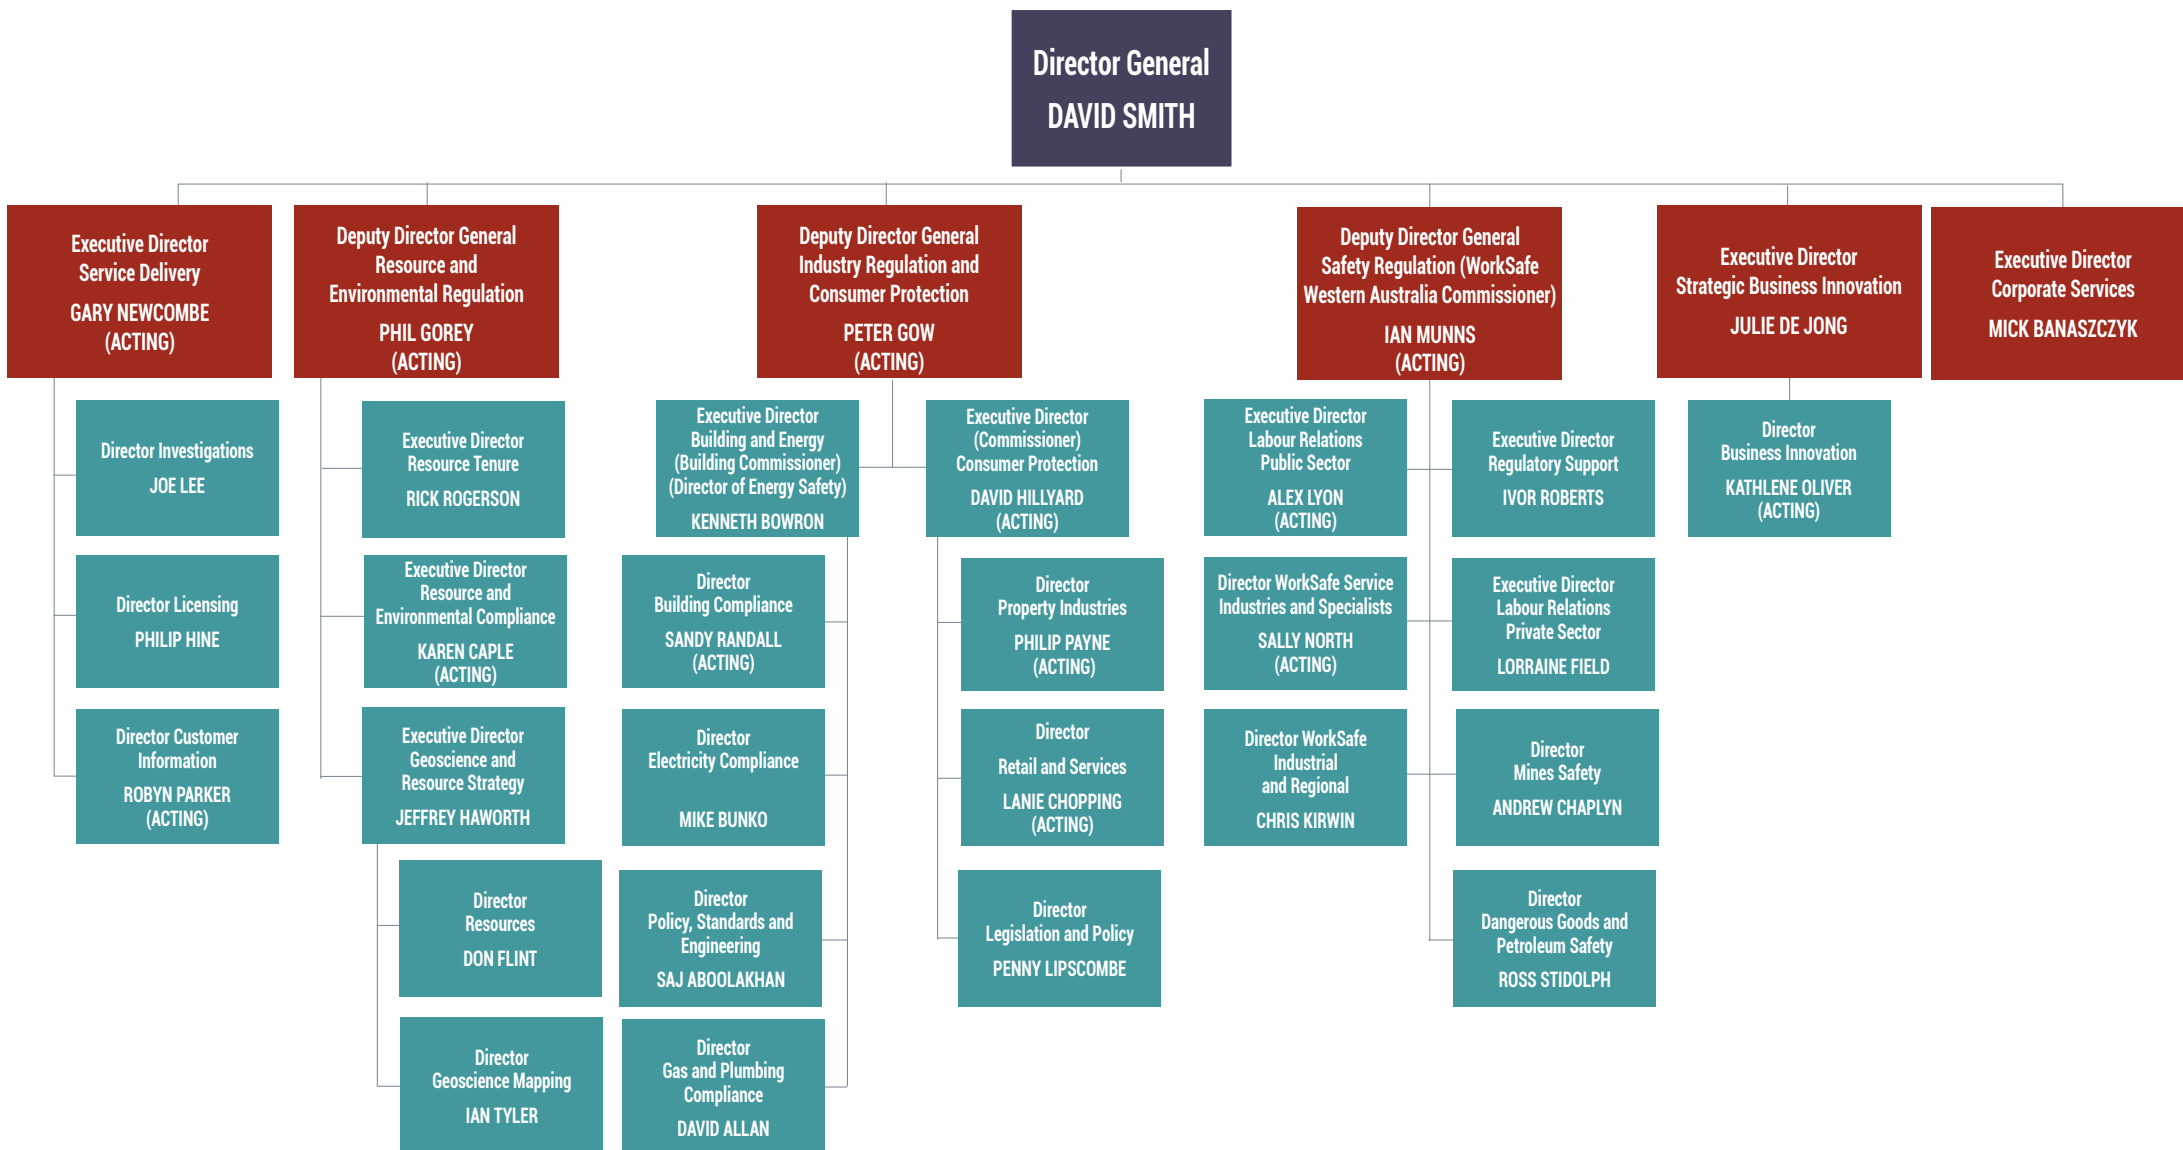 Director General
DAVID SMITH
Executive Director
Service Delivery
GARY NEWCOMBE
(ACTING)
Deputy Director General
Resource and
Environmental Regulation
PHIL GOREY
(ACTING)
Deputy Director General
Industry Regulation and
Consumer Protection
PETER GOW
(ACTING)
Deputy Director General
Safety Regulation (WorkSafe
Western Australia Commissioner)
IAN MUNNS
(ACTING)
Executive Director
Strategic Business Innovation
JULIE DE JONG
Executive Director
Corporate Services
MICK BANASZCZYK
Director Investigations
JOE LEE
Director Licensing
PHILIP HINE
Director Customer
Information
ROBYN PARKER
(ACTING)
Executive Director
Resource Tenure
RICK ROGERSON
Executive Director
Resource and
Environmental Compliance
KAREN CAPLE
(ACTING)
Executive Director
Geoscience and
Resource Strategy
JEFFREY HAWORTH
Director
Resources
DON FLINT
Director
Geoscience Mapping
IAN TYLER
Executive Director
Building and Energy
(Building Commissioner)
(Director of Energy Safety)
KENNETH BOWRON
Director
Building Compliance
SANDY RANDALL
(ACTING)
Director
Electricity Compliance
MIKE BUNKO
Director
Policy, Standards and
Engineering
SAJ ABOOLAKHAN
Director
Gas and Plumbing
Compliance
DAVID ALLAN
Executive Director
(Commissioner)
Consumer Protection
DAVID HILLYARD
(ACTING)
Director
Property Industries
PHILIP PAYNE
(ACTING)
Director
Retail and Services
LANIE CHOPPING
(ACTING)
Director
Legislation and Policy
PENNY LIPSCOMBE
Executive Director
Labour Relations
Public Sector
ALEX LYON
(ACTING)
Director WorkSafe Service
Industries and Specialists
SALLY NORTH
(ACTING)
Director WorkSafe
Industrial
and Regional
CHRIS KIRWIN
Executive Director
Regulatory Support
IVOR ROBERTS
Executive Director
Labour Relations
Private Sector
LORRAINE FIELD
Director
Mines Safety
ANDREW CHAPLYN
Director
Dangerous Goods and
Petroleum Safety
ROSS STIDOLPH
Director
Business Innovation
KATHLENE OLIVER
(ACTING)